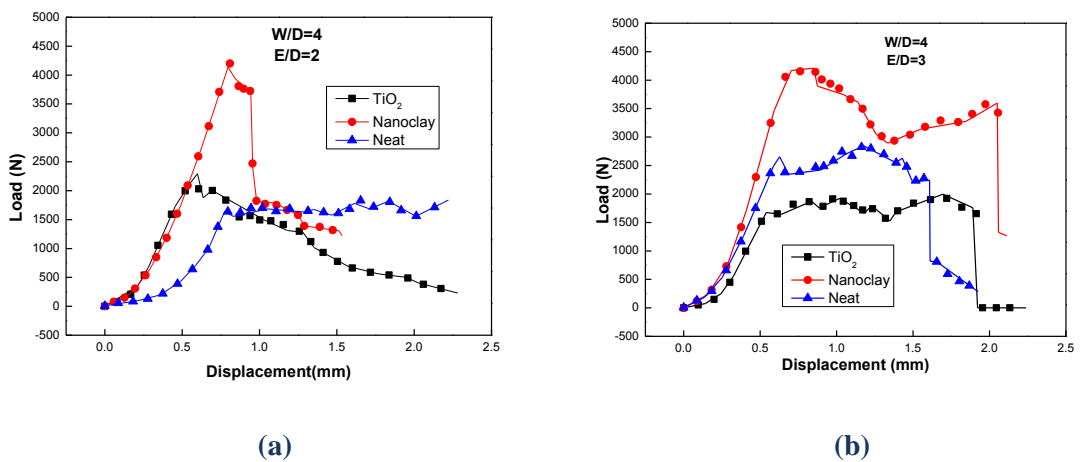 W/D=4
E/D=2
TiO₂
Nanoclay
Neat
5000
4500
4000
3500
3000
2500
2000
1500
1000
500
0
-500
Load (N)
0.0 0.5 1.0 1.5 2.0 2.5
Displacement(mm)
(a)
W/D=4
E/D=3
TiO₂
Nanoclay
Neat
5000
4500
4000
3500
3000
2500
2000
1500
1000
500
0
-500
Load (N)
0.0 0.5 1.0 1.5 2.0 2.5
Displacement (mm)
(b)